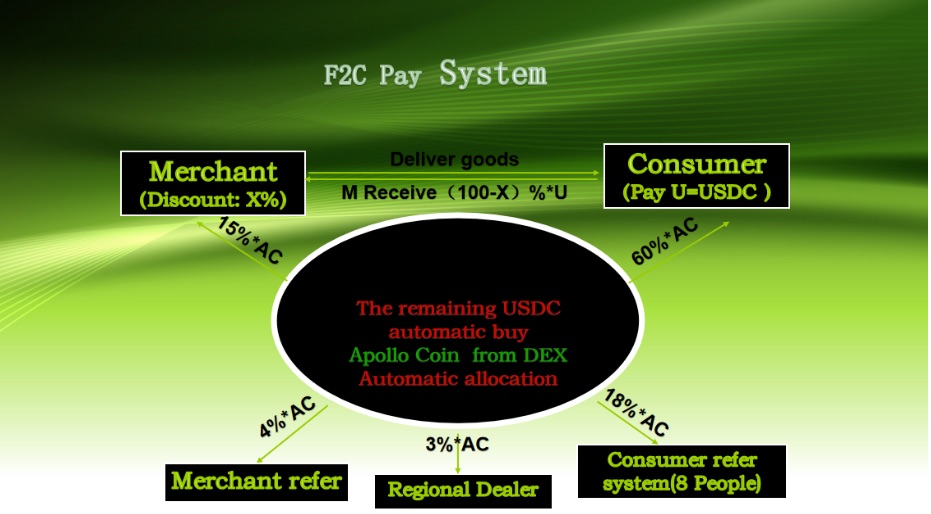 F2C Pay System
Deliver goods
Merchant
(Discount: X%)
M Receive（100-X）%*U
Consumer
(Pay U=USDC )
15%*AC
60%*AC
The remaining USDC
automatic buy
Apollo Coin from DEX
Automatic allocation
4%*AC
3%*AC
18%*AC
Merchant refer
Regional Dealer
Consumer refer
system(8 People)